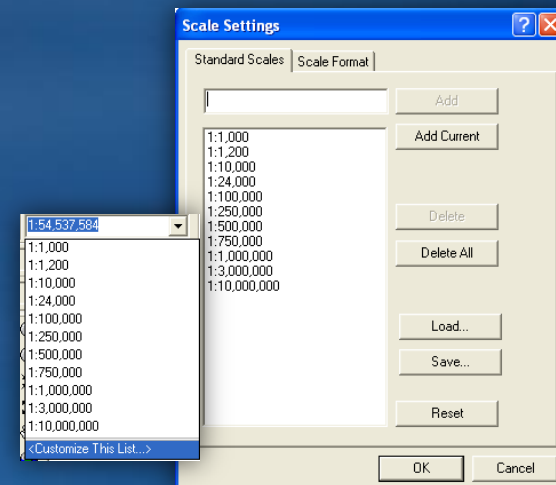 Scale Settings
Standard Scales
Scale Format
Add
1:1,000
1:1,200
1:10,000
1:24,000
1:100,000
1:250,000
1:500,000
1:750,000
1:1,000,000
1:3,000,000
1:10,000,000
Add Current
Delete
Delete All
Load...
Save...
Reset
OK
Cancel
1:54,537,584
1:1,000
1:1,200
1:10,000
1:24,000
1:100,000
1:250,000
1:500,000
1:750,000
1:1,000,000
1:3,000,000
1:10,000,000
<Customize This List...>